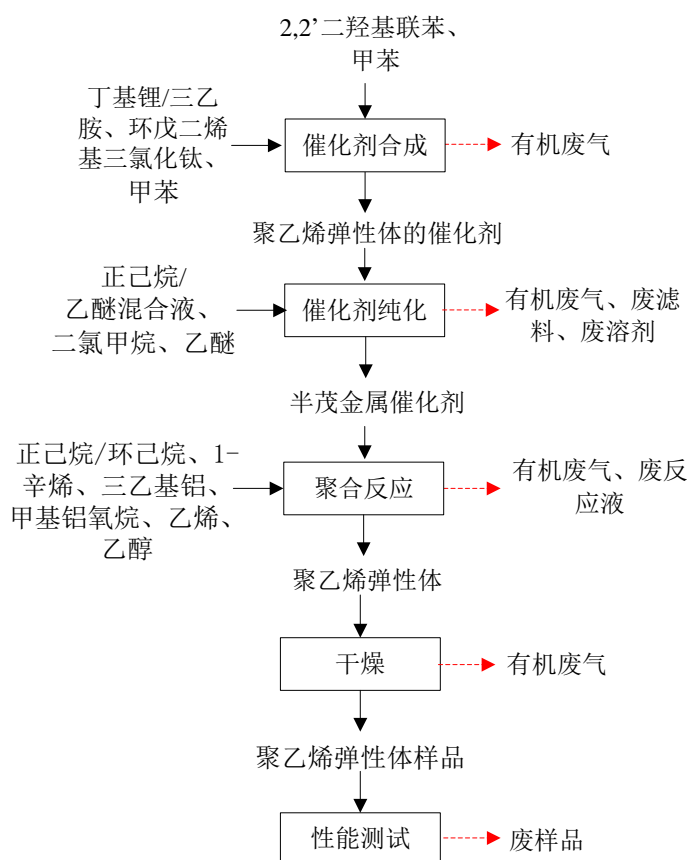 2,2’二羟基联苯、
甲苯
丁基锂/三乙
胺、环戊二烯
基三氯化钛、
甲苯
催化剂合成
有机废气
聚乙烯弹性体的催化剂
正己烷/
乙醚混合液、
二氯甲烷、乙醚
催化剂纯化
有机废气、废滤
料、废溶剂
半茂金属催化剂
正己烷/环己烷、1-
辛烯、三乙基铝、
甲基铝氧烷、乙烯、
乙醇
聚合反应
有机废气、废反
应液
聚乙烯弹性体
干燥
有机废气
聚乙烯弹性体样品
性能测试
废样品